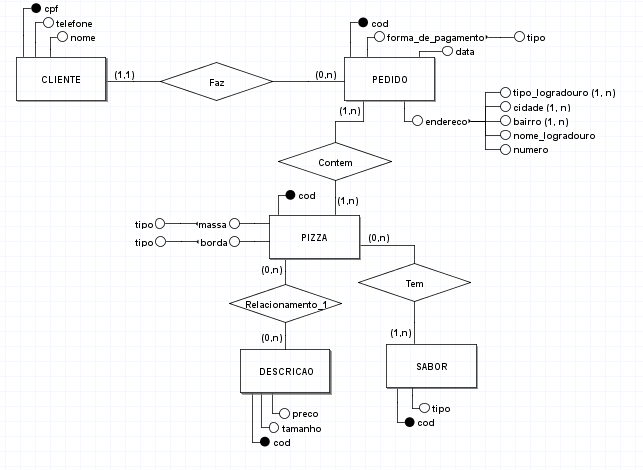 cpf
telefone
nome
CLIENTE
(1,1)
Faz
(0,n)
PEDIDO
cod
forma_de_pagamento
tipo
data
endereco
tipo_logradouro (1, n)
cidade (1, n)
bairro (1, n)
nome_logradouro
numero
(1,n)
Contem
(1,n)
cod
tipo
massa
tipo
borda
PIZZA
(0,n)
(0,n)
Relacionamento_1
Tem
(0,n)
(1,n)
DESCRICAO
SABOR
preco
tamanho
cod
tipo
cod